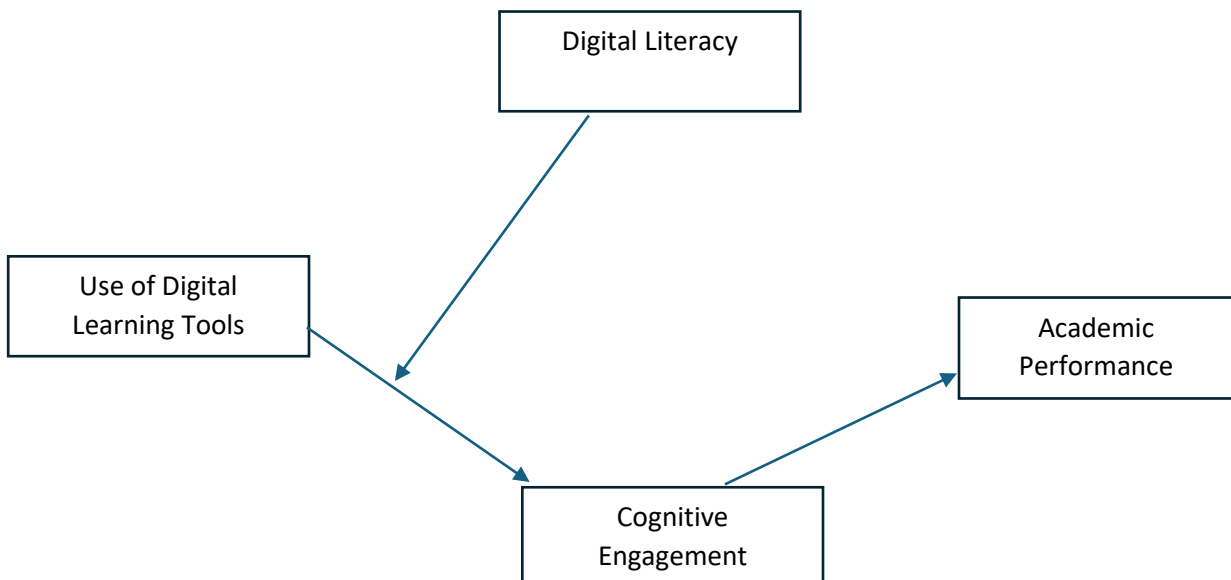 Digital Literacy
Use of Digital
Learning Tools
Academic
Performance
Cognitive
Engagement